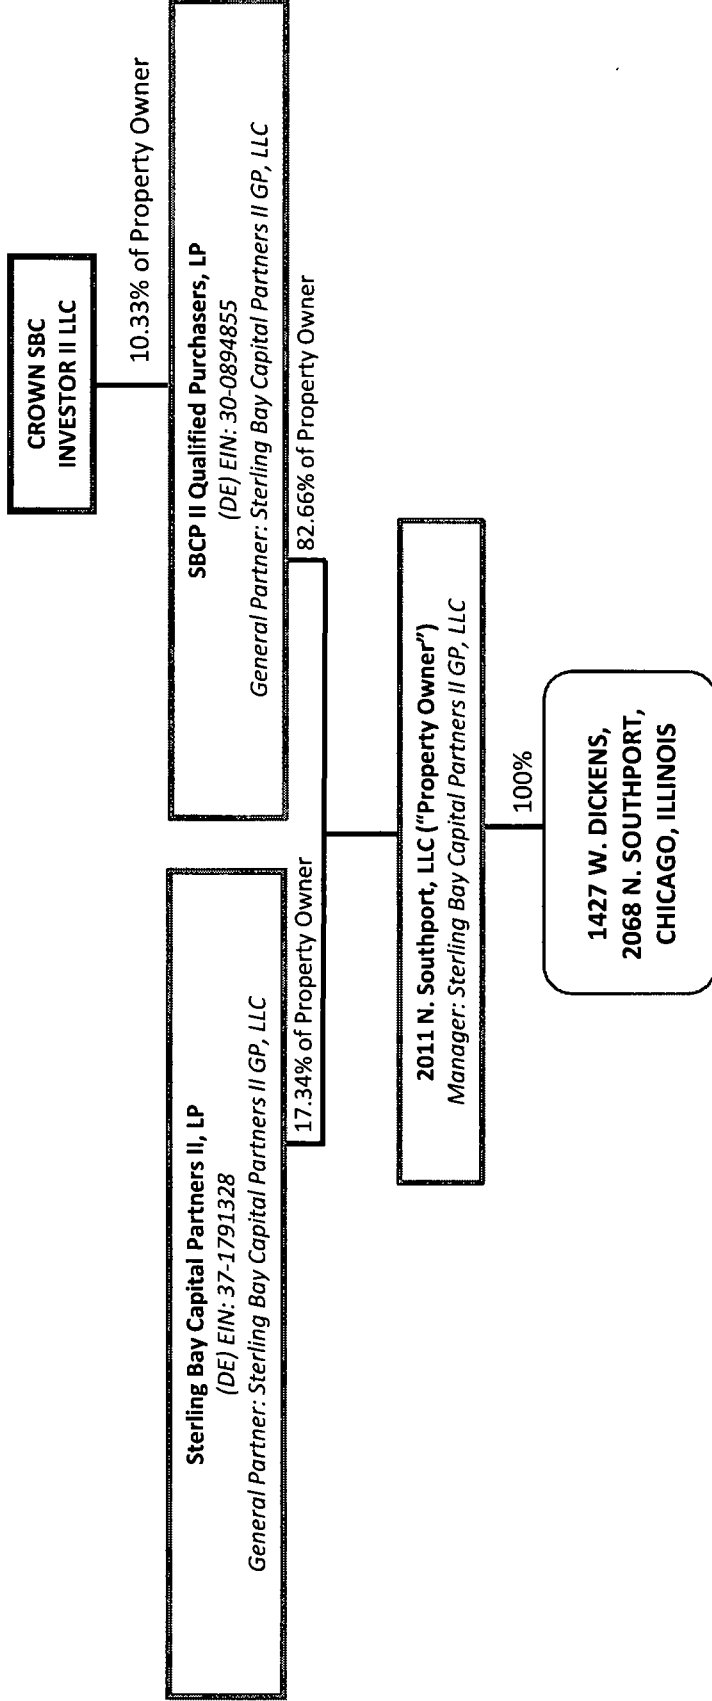 CROWN SBC
INVESTOR II LLC
10.33% of Property Owner
Sterling Bay Capital Partners II, LP
(DE) EIN: 37-1791328
General Partner: Sterling Bay Capital Partners II GP, LLC
SBCP II Qualified Purchasers, LP
(DE) EIN: 30-0894855
General Partner: Sterling Bay Capital Partners II GP, LLC
17.34% of Property Owner
82.66% of Property Owner
2011 N. Southport, LLC (“Property Owner”)
Manager: Sterling Bay Capital Partners II GP, LLC
100%
1427 W. DICKENS,
2068 N. SOUTHPORT,
CHICAGO, ILLINOIS